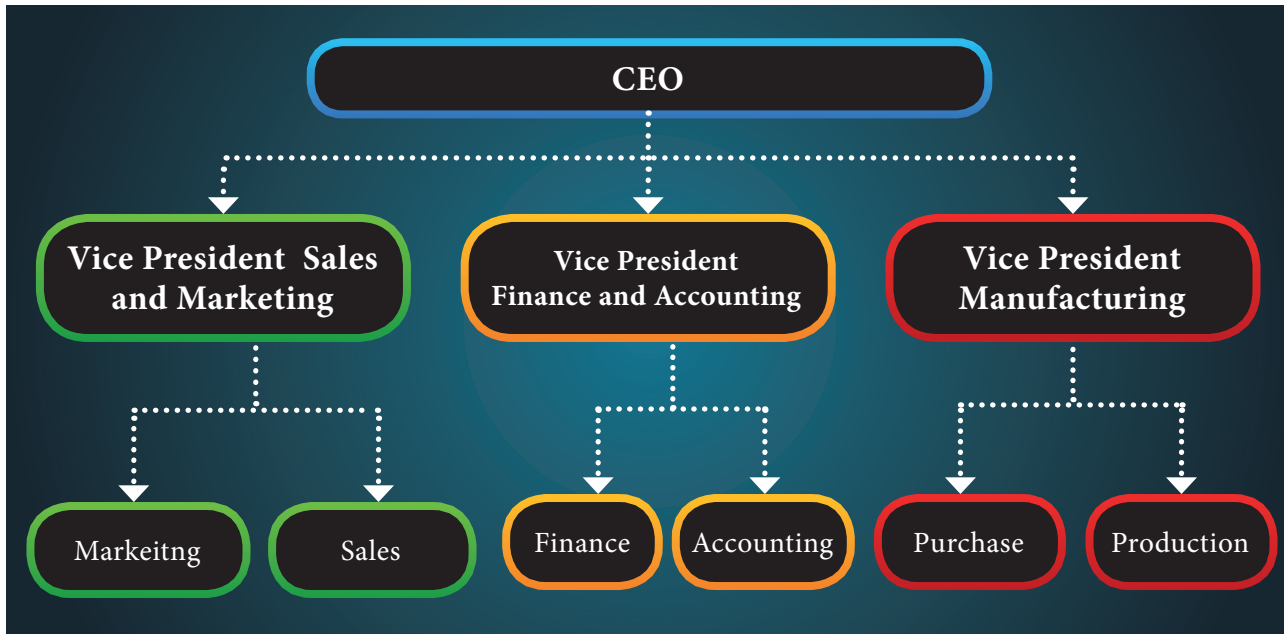 CEO
Vice President Sales
and Marketing
Vice President
Finance and Accounting
Vice President
Manufacturing
Markeitng
Sales
Finance
Accounting
Purchase
Production